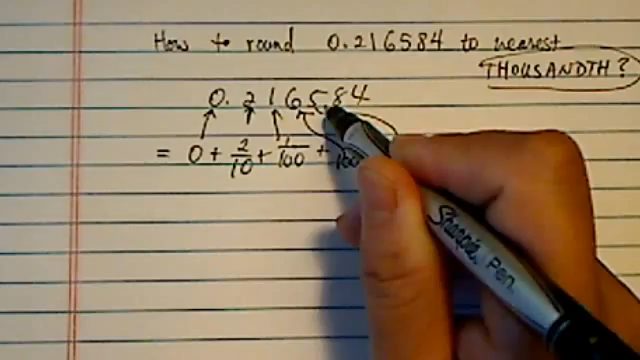 How to round 0.216584 to nearest
THOUSANDTH?
0.216584
= 0 + 2/10 + 1/100 +
Sharpie Pen.